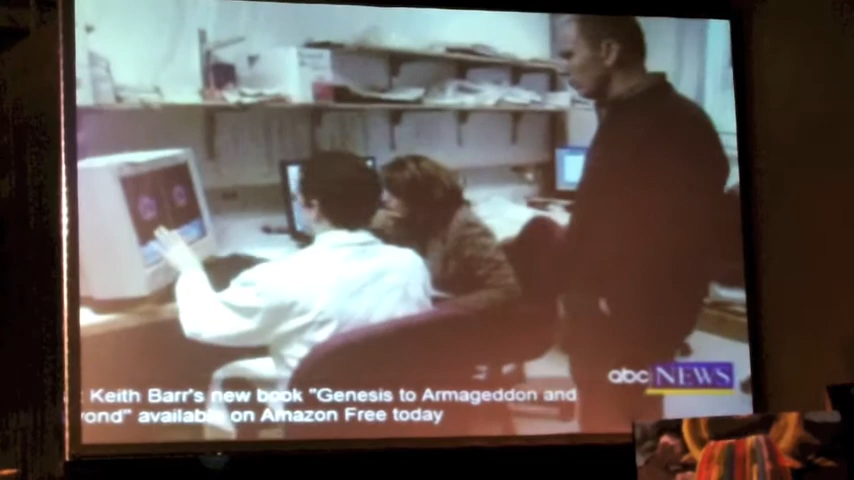 abc NEWS
: Keith Barr's new book "Genesis to Armageddon and
yond" available on Amazon Free today